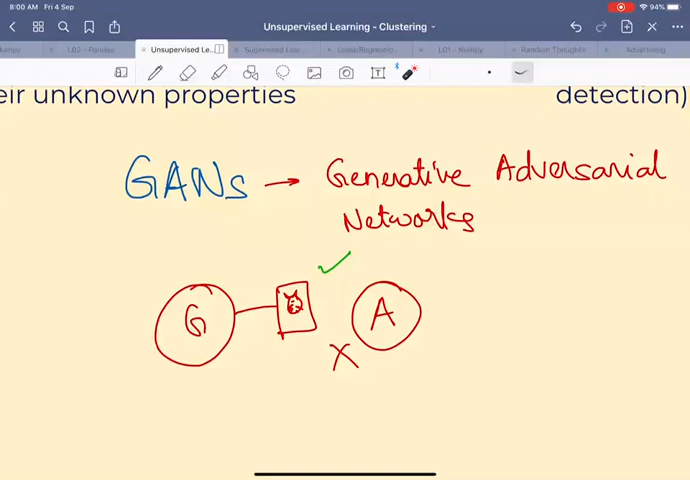 8:00 AM Fri 4 Sep
94%
Unsupervised Learning - Clustering
L02 - Pandas
Unsupervised Le...
Supervised Lea...
L01 - NumPy
Random Thoughts
Advertising
eir unknown properties
detection)
GANs → Generative Adversarial
Networks
G
A
X